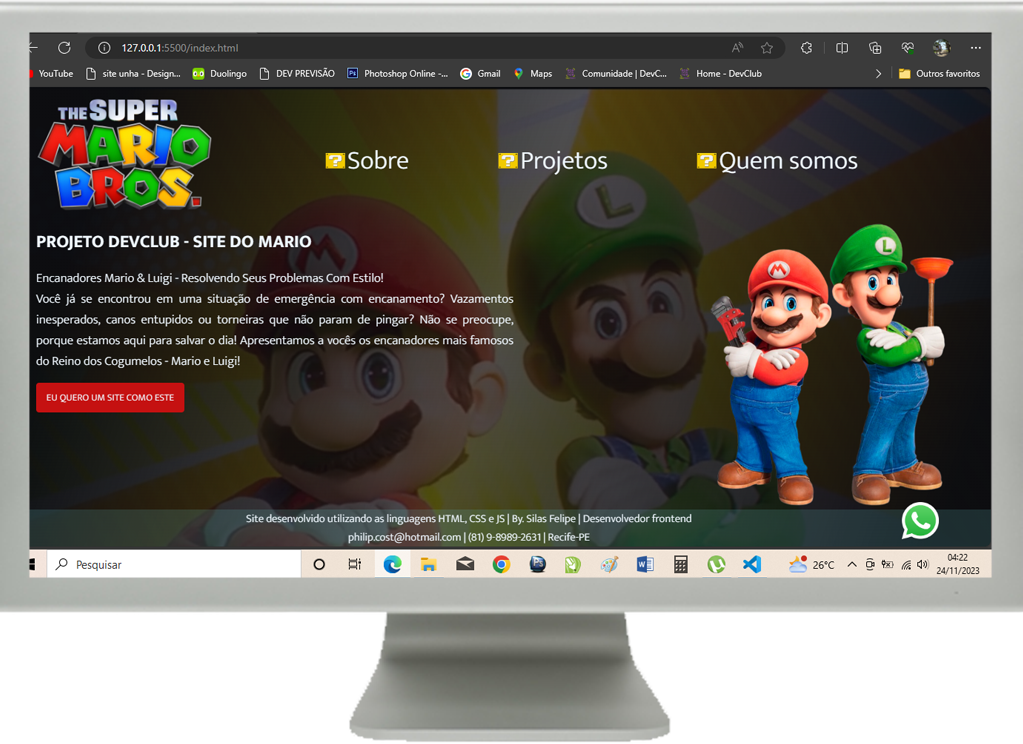 127.0.0.1:5500/index.html
YouTube
site unha - Design...
Duolingo
DEV PREVISÃO
Photoshop Online -...
Gmail
Maps
Comunidade | DevC...
Home - DevClub
Outros favoritos
THE SUPER
MARIO
BROS.
Sobre
Projetos
Quem somos
PROJETO DEVCLUB - SITE DO MARIO
Encanadores Mario & Luigi - Resolvendo Seus Problemas Com Estilo!
Você já se encontrou em uma situação de emergência com encanamento? Vazamentos
inesperados, canos entupidos ou torneiras que não param de pingar? Não se preocupe,
porque estamos aqui para salvar o dia! Apresentamos a vocês os encanadores mais famosos
do Reino dos Cogumelos - Mario e Luigi!
EU QUERO UM SITE COMO ESTE
Site desenvolvido utilizando as linguagens HTML, CSS e JS | By. Silas Felipe | Desenvolvedor frontend
philip.cost@hotmail.com | (81) 9-8989-2631 | Recife-PE
Pesquisar
26°C
04:22
24/11/2023